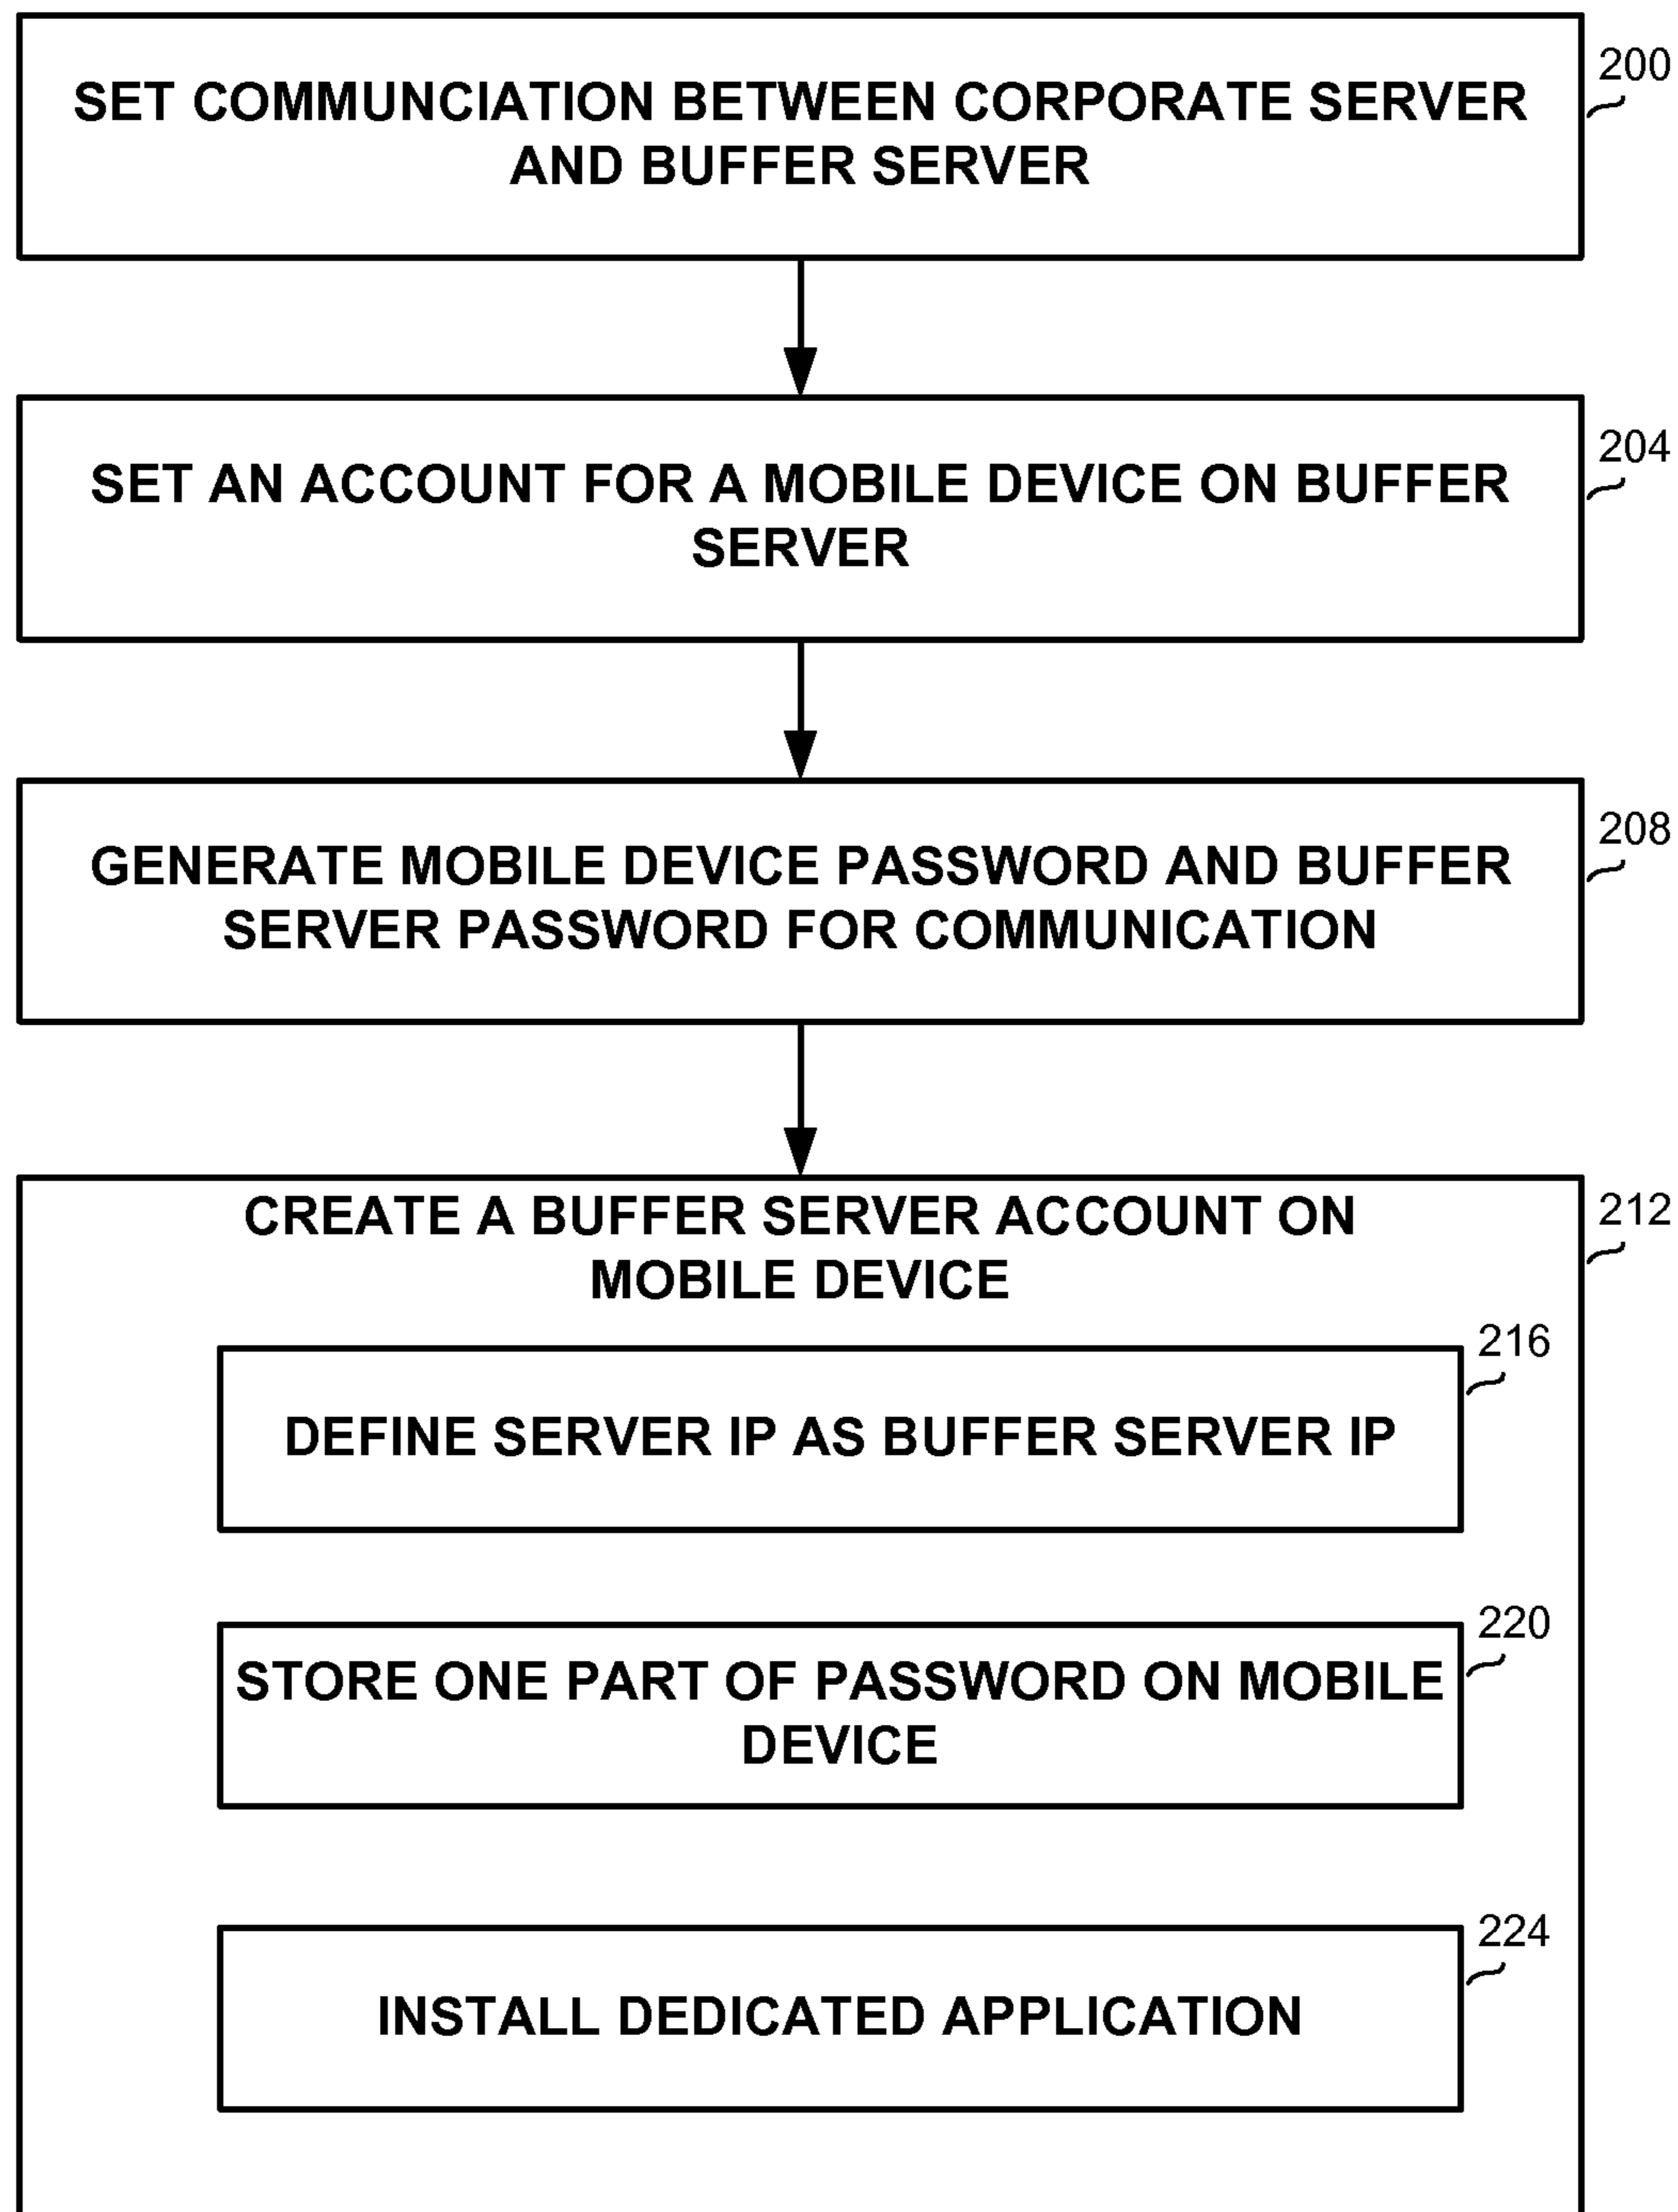 200
SET COMMUNCIATION BETWEEN CORPORATE SERVER
AND BUFFER SERVER
204
SET AN ACCOUNT FOR A MOBILE DEVICE ON BUFFER
SERVER
208
GENERATE MOBILE DEVICE PASSWORD AND BUFFER
SERVER PASSWORD FOR COMMUNICATION
212
CREATE A BUFFER SERVER ACCOUNT ON
MOBILE DEVICE
216
DEFINE SERVER IP AS BUFFER SERVER IP
220
STORE ONE PART OF PASSWORD ON MOBILE
DEVICE
224
INSTALL DEDICATED APPLICATION